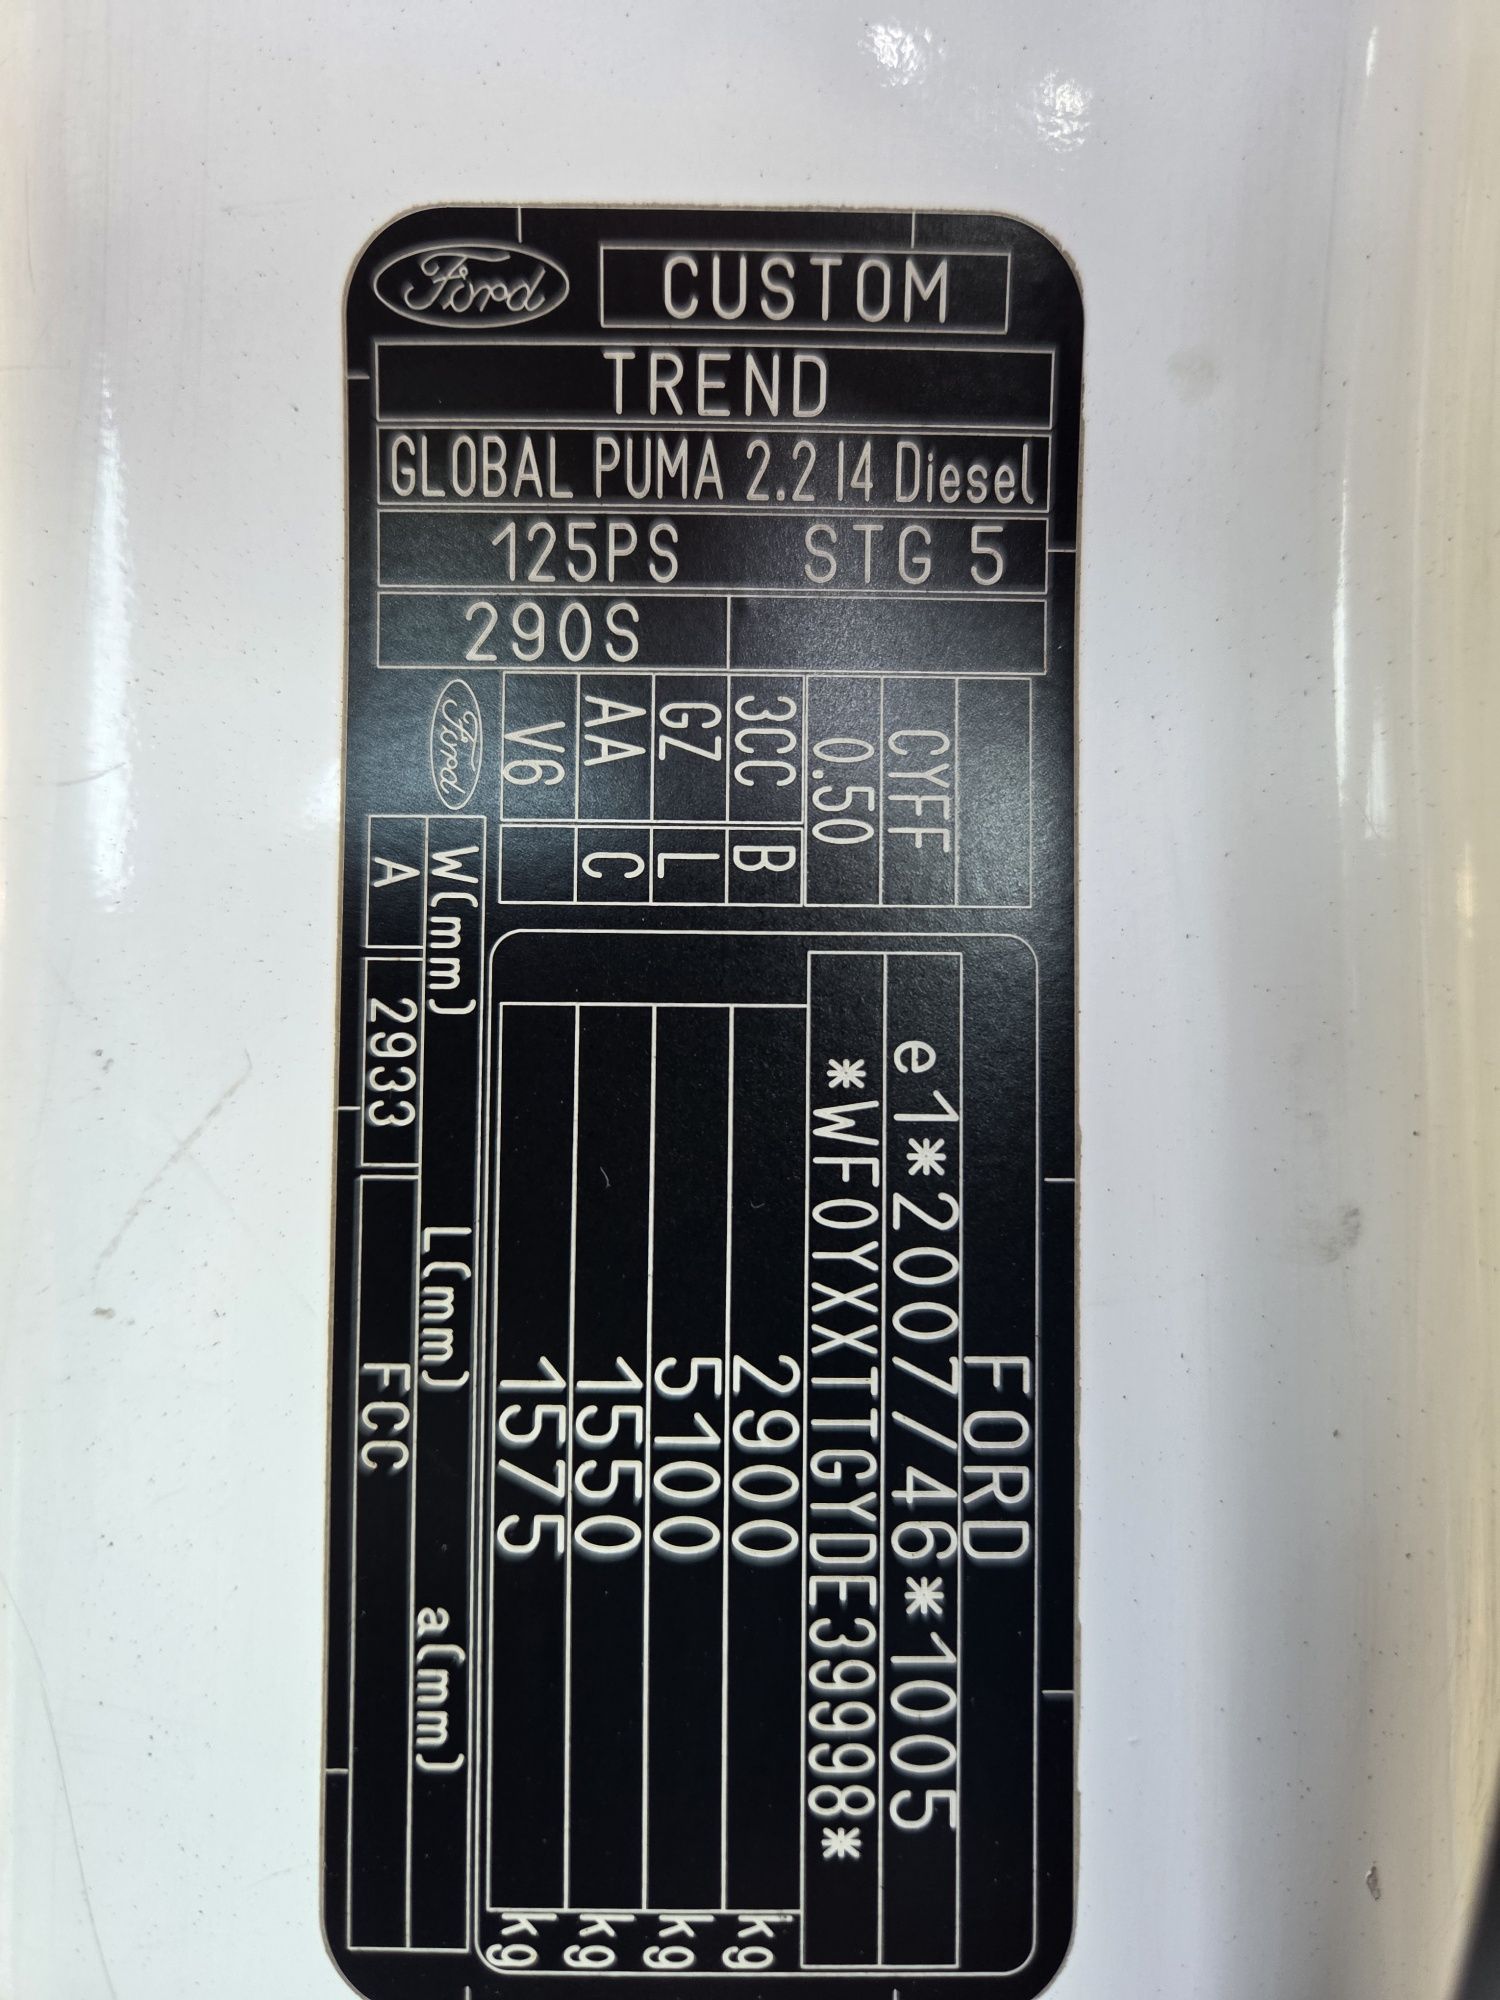 Ford CUSTOM
TREND
GLOBAL PUMA 2.2 I4 Diesel
125PS STG 5
290S
Ford
CYFF
0.50
3CC B
GZ L
AA C
V6
FORD
e1*2007/46*1005
*WF0YXXTTGYDE39998*
2900 kg
5100 kg
1550 kg
1575 kg
W(mm) L(mm) a(mm)
A 2933 FCC